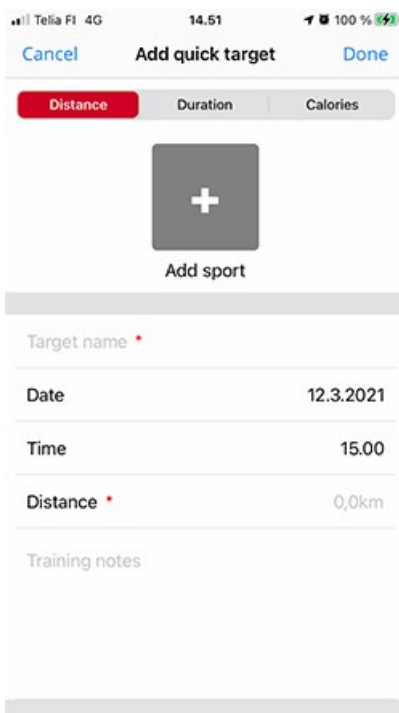 Telia FI 4G 14.51 100 %
Cancel Add quick target Done
Distance Duration Calories
Add sport
Target name *
Date 12.3.2021
Time 15.00
Distance * 0,0km
Training notes